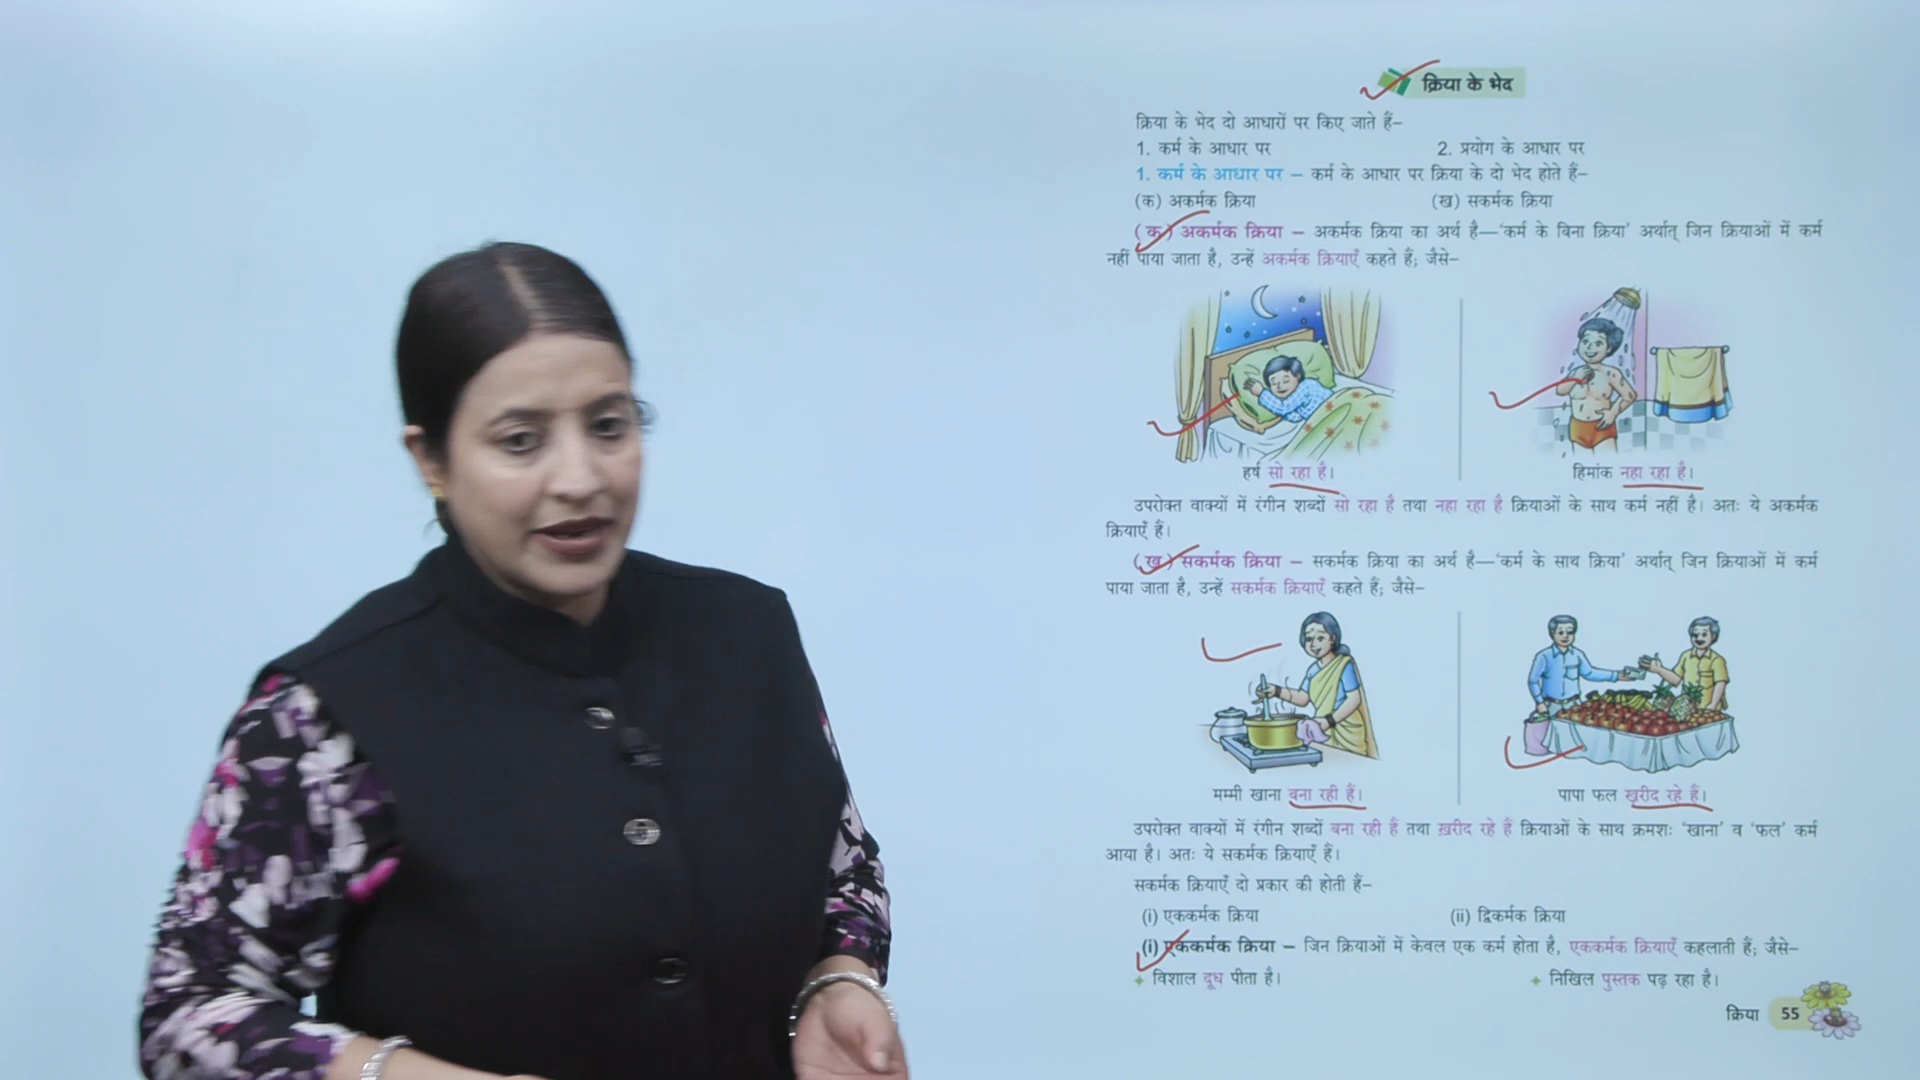 क्रिया के भेद
क्रिया के भेद दो आधारों पर किए जाते हैं–
1. कर्म के आधार पर 2. प्रयोग के आधार पर
1. कर्म के आधार पर – कर्म के आधार पर क्रिया के दो भेद होते हैं–
(क) अकर्मक क्रिया (ख) सकर्मक क्रिया
(क) अकर्मक क्रिया – अकर्मक क्रिया का अर्थ है—‘कर्म के बिना क्रिया’ अर्थात् जिन क्रियाओं में कर्म
नहीं पाया जाता है, उन्हें अकर्मक क्रियाएँ कहते हैं; जैसे–
हर्ष सो रहा है। हिमांक नहा रहा है।
उपरोक्त वाक्यों में रंगीन शब्दों सो रहा है तथा नहा रहा है क्रियाओं के साथ कर्म नहीं है। अतः ये अकर्मक
क्रियाएँ हैं।
(ख) सकर्मक क्रिया – सकर्मक क्रिया का अर्थ है—‘कर्म के साथ क्रिया’ अर्थात् जिन क्रियाओं में कर्म
पाया जाता है, उन्हें सकर्मक क्रियाएँ कहते हैं; जैसे–
मम्मी खाना बना रही हैं। पापा फल ख़रीद रहे हैं।
उपरोक्त वाक्यों में रंगीन शब्दों बना रही हैं तथा ख़रीद रहे हैं क्रियाओं के साथ क्रमशः ‘खाना’ व ‘फल’ कर्म
आया है। अतः ये सकर्मक क्रियाएँ हैं।
सकर्मक क्रियाएँ दो प्रकार की होती हैं–
(i) एककर्मक क्रिया (ii) द्विकर्मक क्रिया
(i) एककर्मक क्रिया – जिन क्रियाओं में केवल एक कर्म होता है, एककर्मक क्रियाएँ कहलाती हैं; जैसे–
विशाल दूध पीता है। निखिल पुस्तक पढ़ रहा है।
क्रिया 55